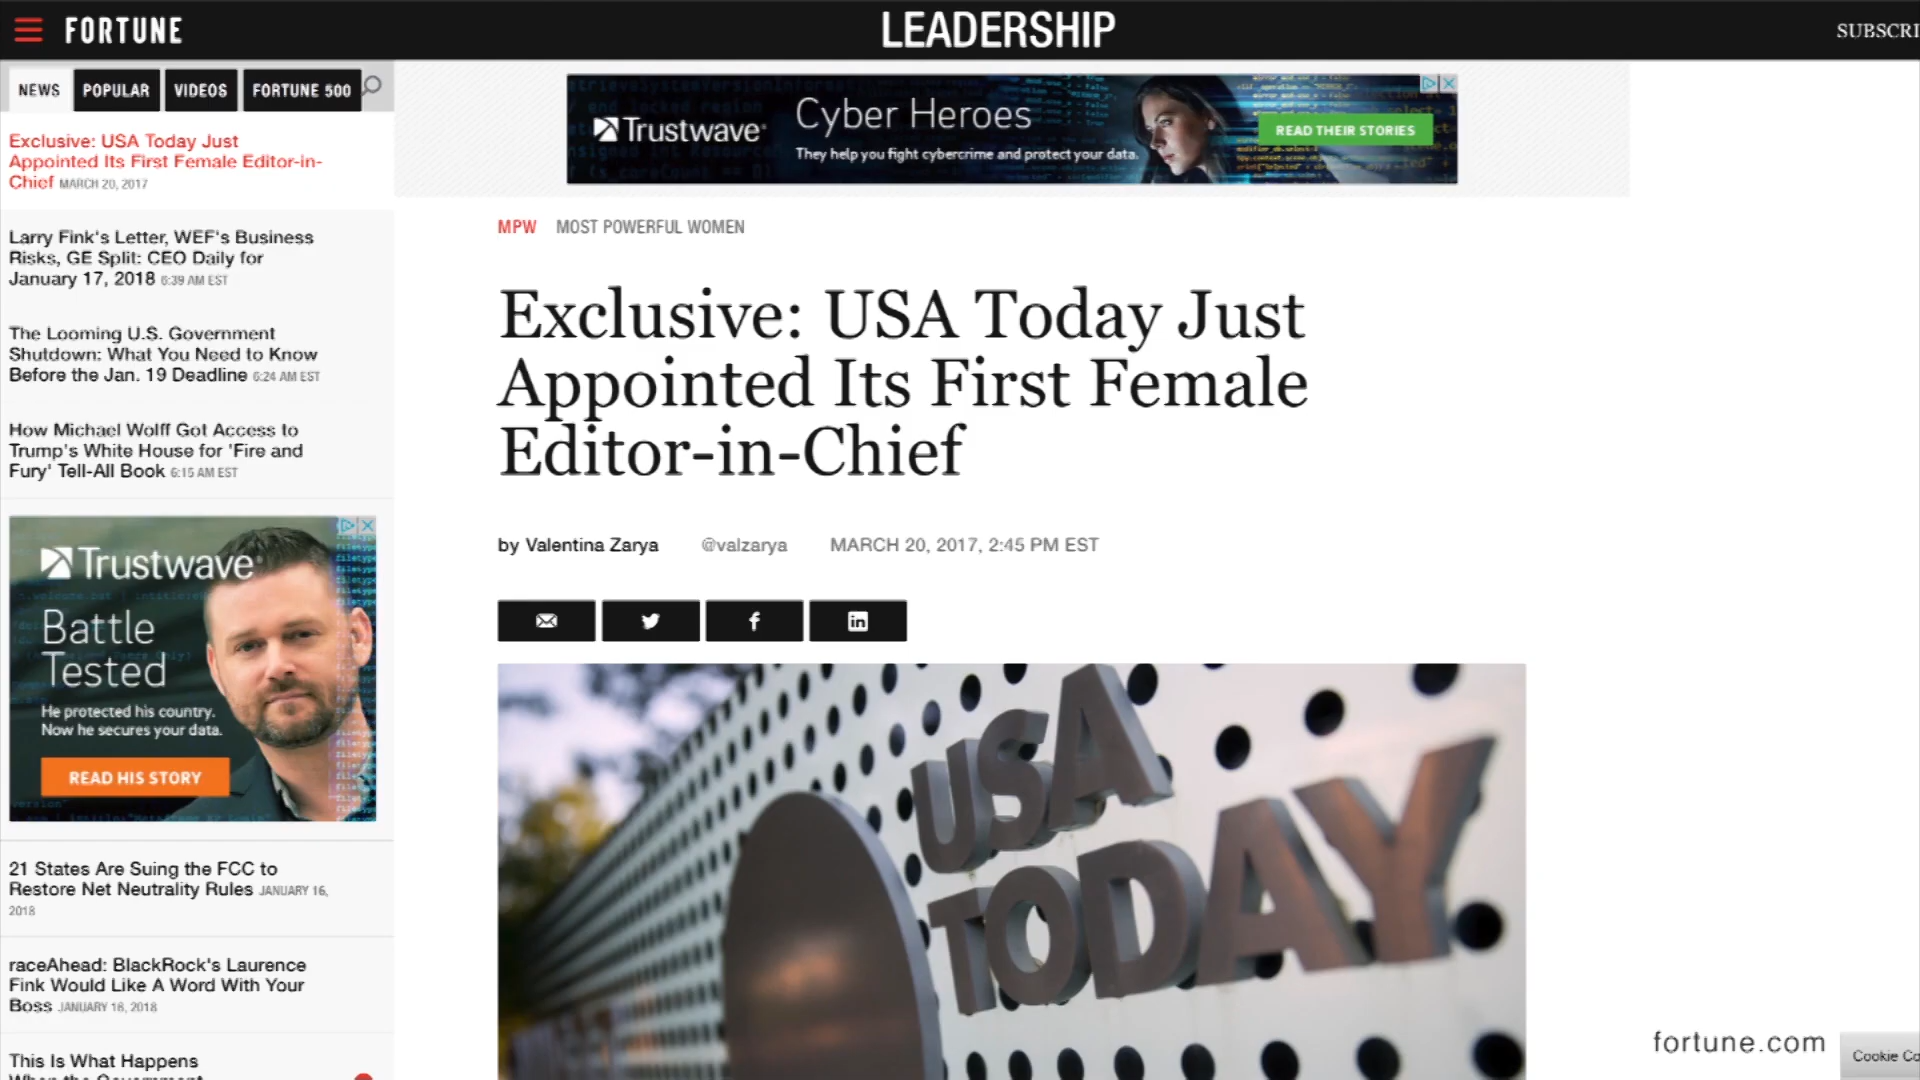 FORTUNE
LEADERSHIP
SUBSCRI
NEWS
POPULAR
VIDEOS
FORTUNE 500
Exclusive: USA Today Just
Appointed Its First Female Editor-in-
Chief MARCH 20, 2017
Larry Fink's Letter, WEF's Business
Risks, GE Split: CEO Daily for
January 17, 2018 6:39 AM EST
The Looming U.S. Government
Shutdown: What You Need to Know
Before the Jan. 19 Deadline 6:24 AM EST
How Michael Wolff Got Access to
Trump's White House for 'Fire and
Fury' Tell-All Book 6:15 AM EST
Trustwave
Battle
Tested
He protected his country.
Now he secures your data.
READ HIS STORY
21 States Are Suing the FCC to
Restore Net Neutrality Rules JANUARY 16,
2018
raceAhead: BlackRock's Laurence
Fink Would Like A Word With Your
Boss JANUARY 16, 2018
This Is What Happens
When the Government
Trustwave
Cyber Heroes
They help you fight cybercrime and protect your data.
READ THEIR STORIES
MPW MOST POWERFUL WOMEN
Exclusive: USA Today Just
Appointed Its First Female
Editor-in-Chief
by Valentina Zarya @valzarya MARCH 20, 2017, 2:45 PM EST
USA
TODAY
fortune.com
Cookie Co